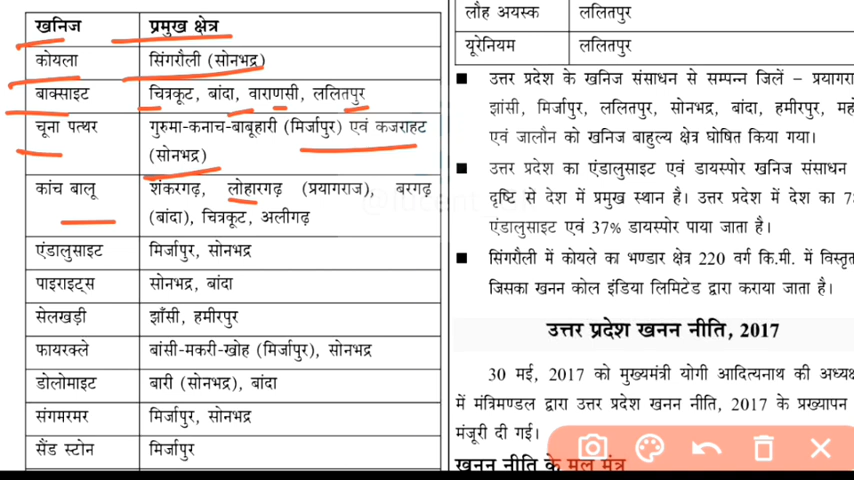 खनिज प्रमुख क्षेत्र
कोयला सिंगरौली (सोनभद्र)
बाक्साइट चित्रकूट, बांदा, वाराणसी, ललितपुर
चूना पत्थर गुरुमा-कनाच-बाबूहारी (मिर्जापुर) एवं कजराहट
(सोनभद्र)
कांच बालू शंकरगढ़, लोहारगढ़ (प्रयागराज), बरगढ़
(बांदा), चित्रकूट, अलीगढ़
एंडालुसाइट मिर्जापुर, सोनभद्र
पाइराइट्स सोनभद्र, बांदा
सेलखड़ी झाँसी, हमीरपुर
फायरक्ले बांसी-मकरी-खोह (मिर्जापुर), सोनभद्र
डोलोमाइट बारी (सोनभद्र), बांदा
संगमरमर मिर्जापुर, सोनभद्र
सैंड स्टोन मिर्जापुर
लौह अयस्क ललितपुर
यूरेनियम ललितपुर
■ उत्तर प्रदेश के खनिज संसाधन से सम्पन्न जिलें – प्रयागरा
झांसी, मिर्जापुर, ललितपुर, सोनभद्र, बांदा, हमीरपुर, मह
एवं जालौन को खनिज बाहुल्य क्षेत्र घोषित किया गया।
■ उत्तर प्रदेश का एंडालुसाइट एवं डायस्पोर खनिज संसाधन
दृष्टि से देश में प्रमुख स्थान है। उत्तर प्रदेश में देश का 7
एंडालुसाइट एवं 37% डायस्पोर पाया जाता है।
■ सिंगरौली में कोयले का भण्डार क्षेत्र 220 वर्ग कि.मी. में विस्तृत
जिसका खनन कोल इंडिया लिमिटेड द्वारा कराया जाता है।
उत्तर प्रदेश खनन नीति, 2017
30 मई, 2017 को मुख्यमंत्री योगी आदित्यनाथ की अध्यक्ष
में मंत्रिमण्डल द्वारा उत्तर प्रदेश खनन नीति, 2017 के प्रख्यापन
मंजूरी दी गई।
खनन नीति के मूल मंत्र